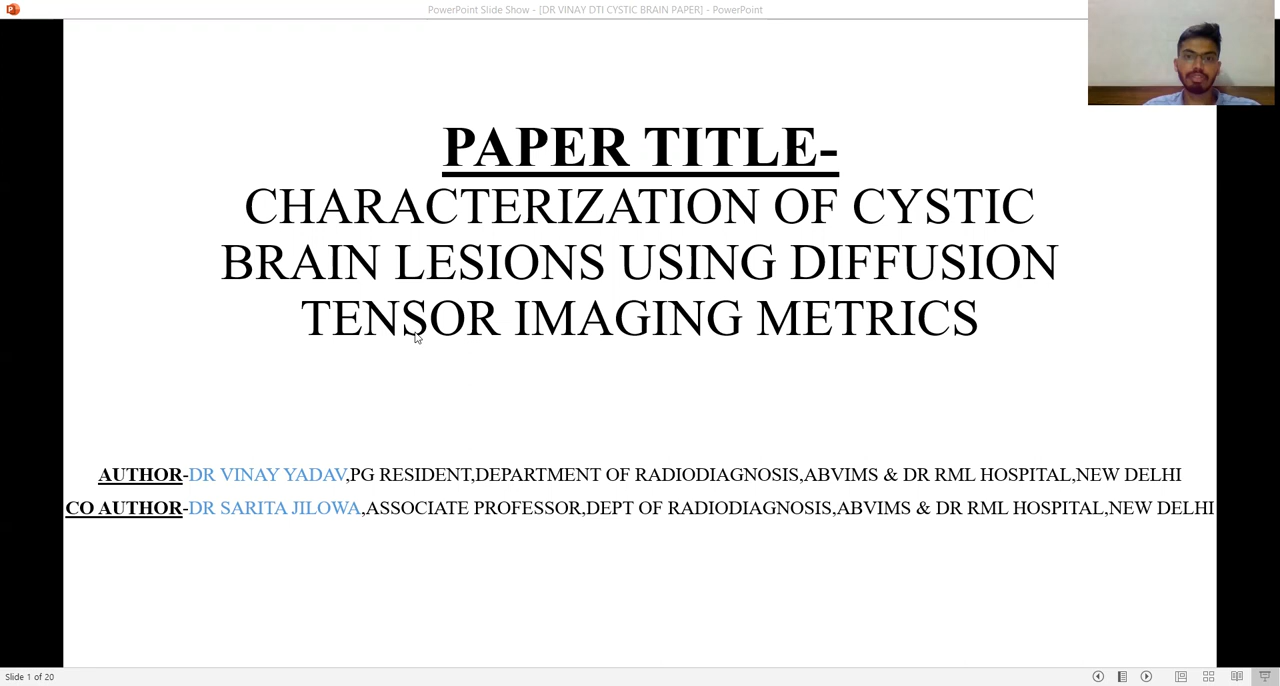 PowerPoint Slide Show - [DR VINAY DTI CYSTIC BRAIN PAPER] - PowerPoint
PAPER TITLE-
CHARACTERIZATION OF CYSTIC
BRAIN LESIONS USING DIFFUSION
TENSOR IMAGING METRICS
AUTHOR-DR VINAY YADAV,PG RESIDENT,DEPARTMENT OF RADIODIAGNOSIS,ABVIMS & DR RML HOSPITAL,NEW DELHI
CO AUTHOR-DR SARITA JILOWA,ASSOCIATE PROFESSOR,DEPT OF RADIODIAGNOSIS,ABVIMS & DR RML HOSPITAL,NEW DELHI
Slide 1 of 20